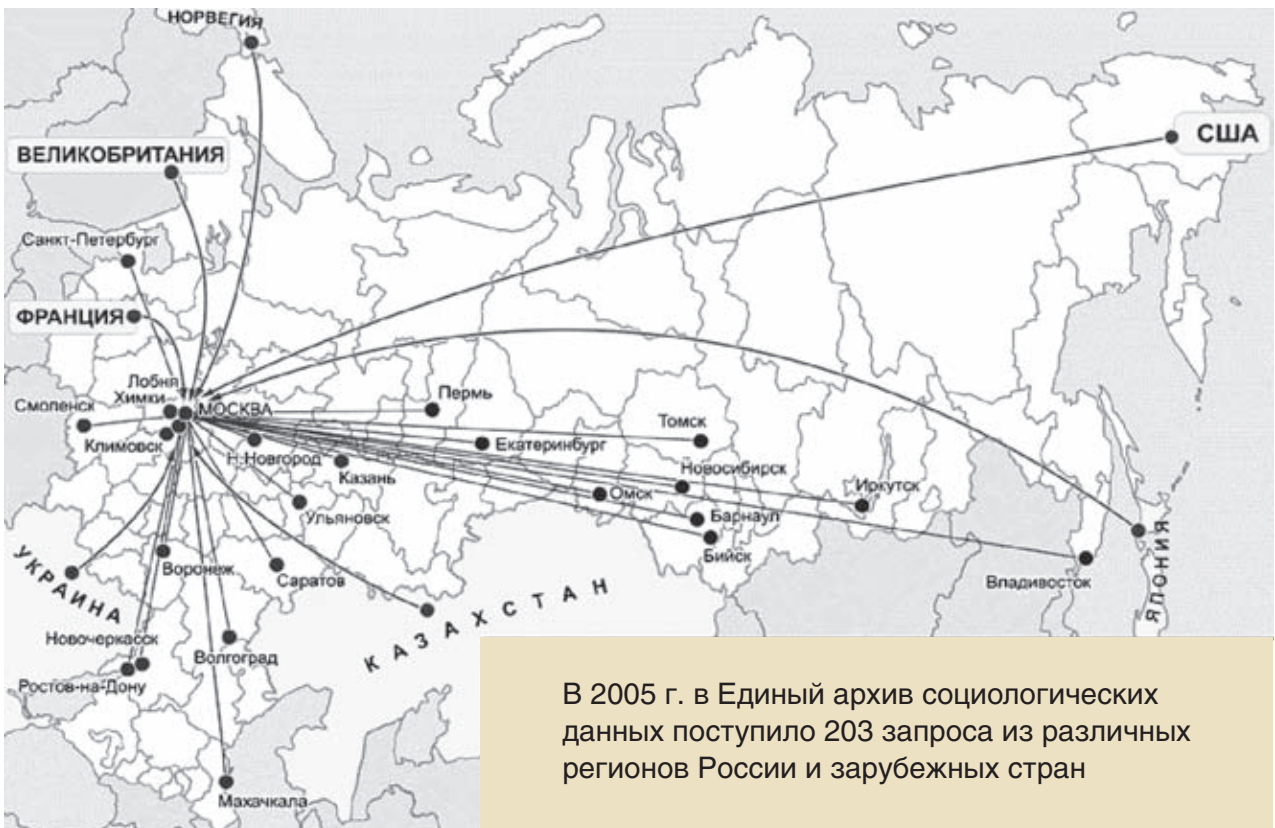 НОРВЕГИЯ
США
ВЕЛИКОБРИТАНИЯ
Санкт-Петербург
ФРАНЦИЯ
Лобня
Химки
Смоленск
МОСКВА
Пермь
Климовск
Екатеринбург
Томск
Н.Новгород
Казань
Новосибирск
Иркутск
Омск
Ульяновск
Барнаул
Бийск
УКРАИНА
Воронеж
Саратов
Владивосток
ЯПОНИЯ
КАЗАХСТАН
Новочеркасск
Волгоград
Ростов-на-Дону
Махачкала
В 2005 г. в Единый архив социологических
данных поступило 203 запроса из различных
регионов России и зарубежных стран